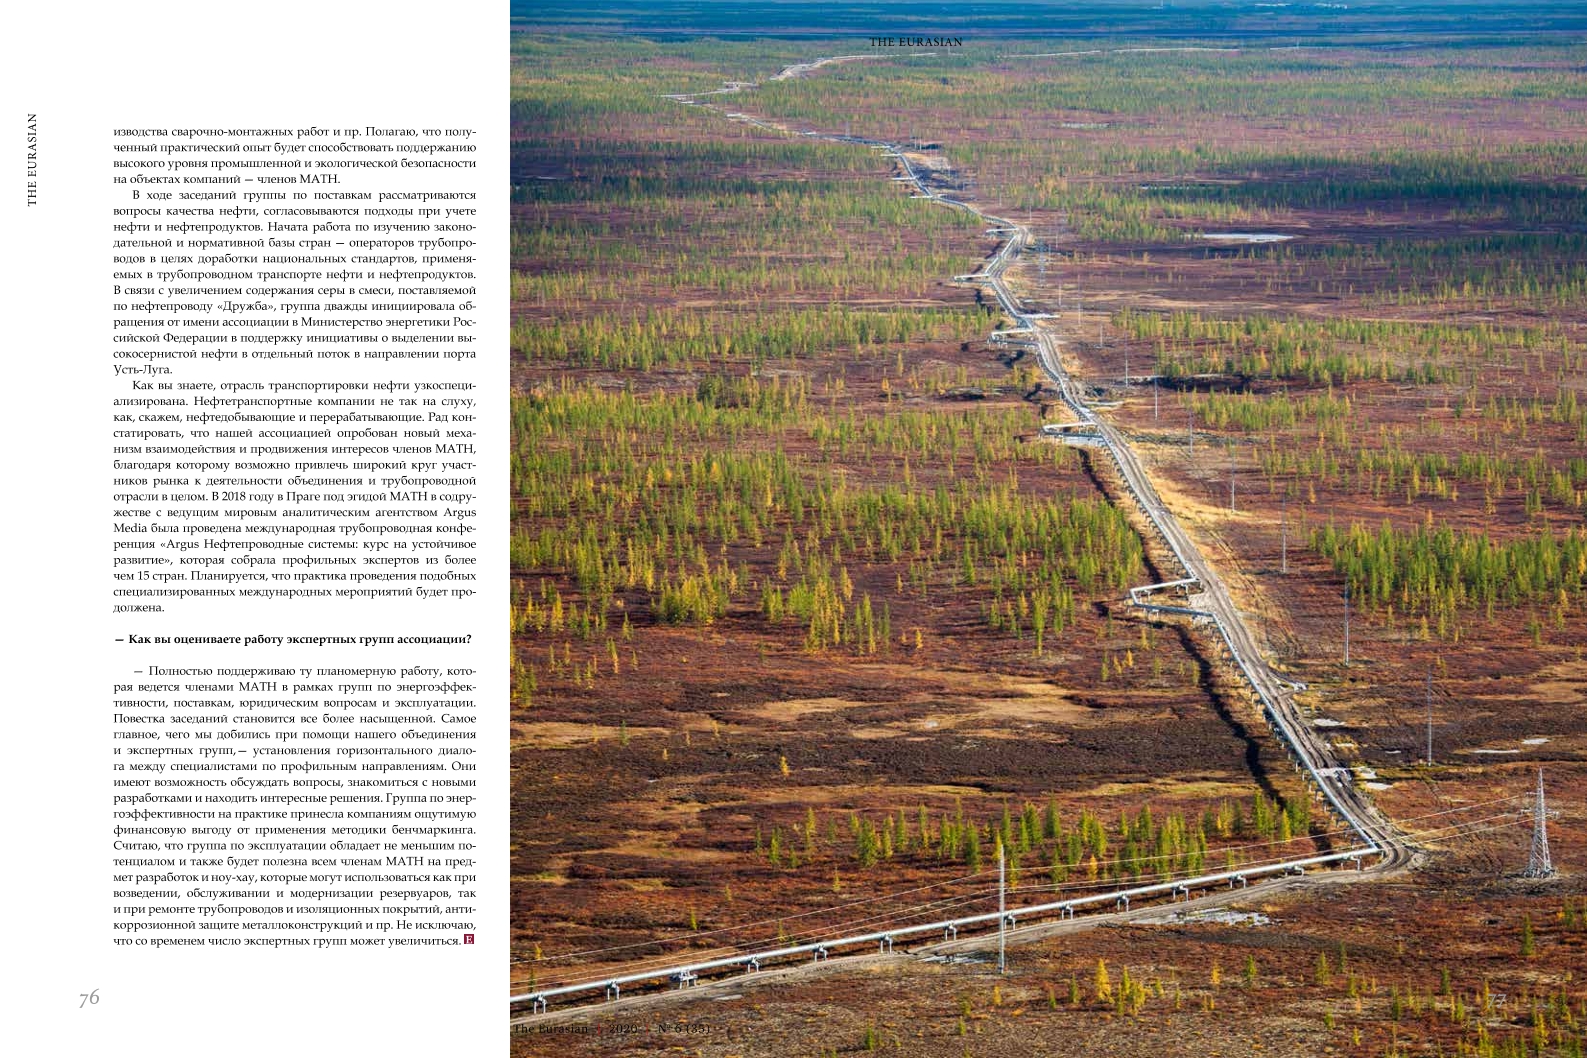 THE EURASIAN
изводства сварочно-монтажных работ и пр. Полагаю, что полу-
ченный практический опыт будет способствовать поддержанию
высокого уровня промышленной и экологической безопасности
на объектах компаний — членов МАТН.
В ходе заседаний группы по поставкам рассматриваются
вопросы качества нефти, согласовываются подходы при учете
нефти и нефтепродуктов. Начата работа по изучению законо-
дательной и нормативной базы стран — операторов трубопро-
водов в целях доработки национальных стандартов, применя-
емых в трубопроводном транспорте нефти и нефтепродуктов.
В связи с увеличением содержания серы в смеси, поставляемой
по нефтепроводу «Дружба», группа дважды инициировала об-
ращения от имени ассоциации в Министерство энергетики Рос-
сийской Федерации в поддержку инициативы о выделении вы-
сокосернистой нефти в отдельный поток в направлении порта
Усть-Луга.
Как вы знаете, отрасль транспортировки нефти узкоспеци-
ализирована. Нефтетранспортные компании не так на слуху,
как, скажем, нефтедобывающие и перерабатывающие. Рад кон-
статировать, что нашей ассоциацией опробован новый меха-
низм взаимодействия и продвижения интересов членов МАТН,
благодаря которому возможно привлечь широкий круг участ-
ников рынка к деятельности объединения и трубопроводной
отрасли в целом. В 2018 году в Праге под эгидой МАТН в содру-
жестве с ведущим мировым аналитическим агентством Argus
Media была проведена международная трубопроводная конфе-
ренция «Argus Нефтепроводные системы: курс на устойчивое
развитие», которая собрала профильных экспертов из более
чем 15 стран. Планируется, что практика проведения подобных
специализированных международных мероприятий будет про-
должена.
— Как вы оцениваете работу экспертных групп ассоциации?
— Полностью поддерживаю ту планомерную работу, кото-
рая ведется членами МАТН в рамках групп по энергоэффек-
тивности, поставкам, юридическим вопросам и эксплуатации.
Повестка заседаний становится все более насыщенной. Самое
главное, чего мы добились при помощи нашего объединения
и экспертных групп,— установления горизонтального диало-
га между специалистами по профильным направлениям. Они
имеют возможность обсуждать вопросы, знакомиться с новыми
разработками и находить интересные решения. Группа по энер-
гоэффективности на практике принесла компаниям ощутимую
финансовую выгоду от применения методики бенчмаркинга.
Считаю, что группа по эксплуатации обладает не меньшим по-
тенциалом и также будет полезна всем членам МАТН на пред-
мет разработок и ноу-хау, которые могут использоваться как при
возведении, обслуживании и модернизации резервуаров, так
и при ремонте трубопроводов и изоляционных покрытий, анти-
коррозионной защите металлоконструкций и пр. Не исключаю,
что со временем число экспертных групп может увеличиться. E
76
THE EURASIAN
The Eurasian 2020 № 6 (35)
77